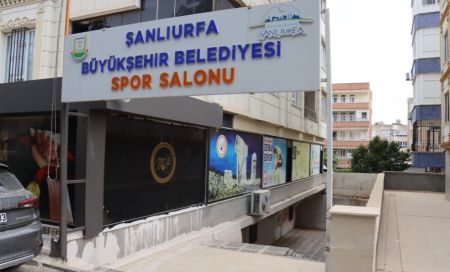 ŞANLIURFA
ŞANLIURFA
BÜYÜKŞEHİR BELEDİYESİ
SPOR SALONU